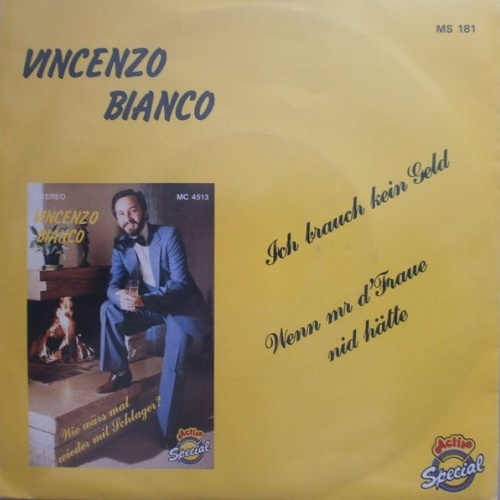 MS 181
VINCENZO
BIANCO
STEREO
MC 4513
VINCENZO
BIANCO
Wie wärs mal
wieder mit Schlager?
Active
Special
Ich brauch kein Geld
Wenn mr d'Fraue
nid hätte
Active
Special